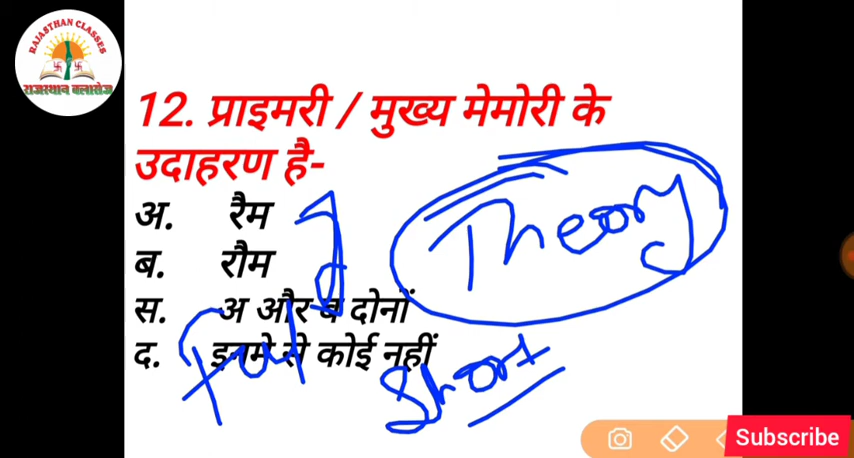 RAJASTHAN CLASSES
राजस्थान क्लासेज
12. प्राइमरी / मुख्य मेमोरी के
उदाहरण है-
अ. रैम
ब. रौम
स. अ और ब दोनों
द. इनमे से कोई नहीं
Theory
Short
Subscribe